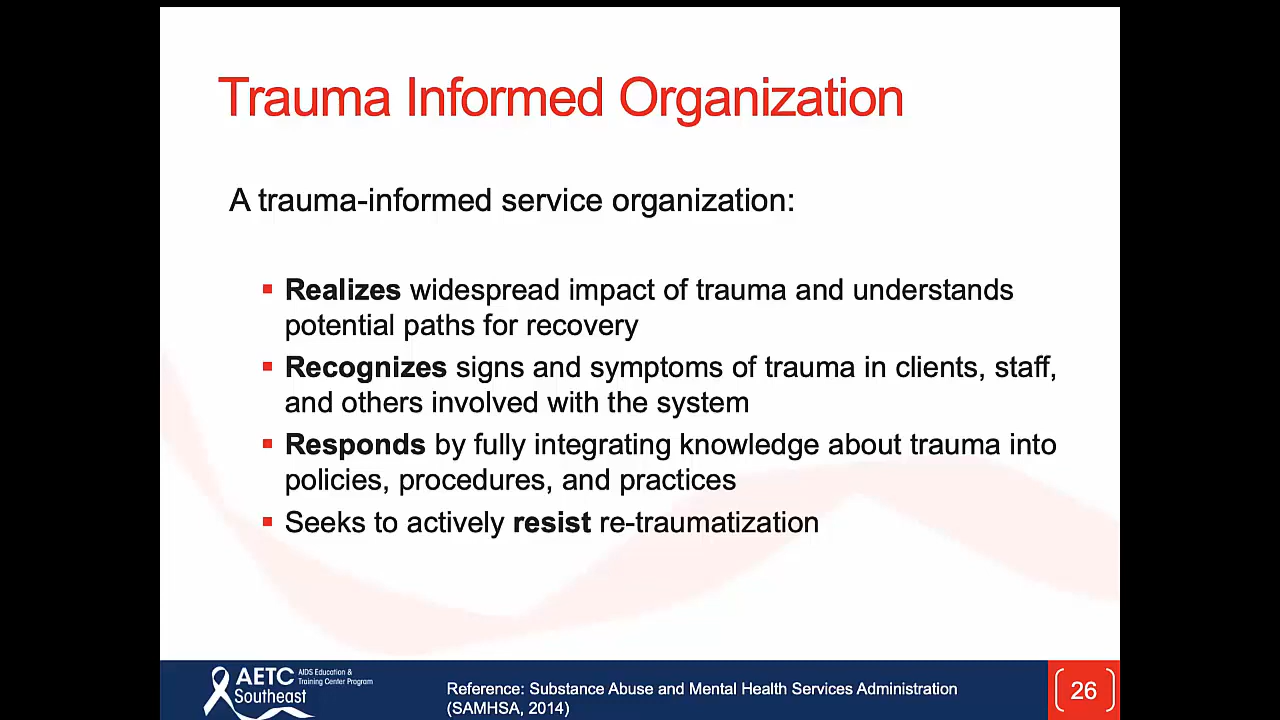 Trauma Informed Organization
A trauma-informed service organization:
▪ Realizes widespread impact of trauma and understands
potential paths for recovery
▪ Recognizes signs and symptoms of trauma in clients, staff,
and others involved with the system
▪ Responds by fully integrating knowledge about trauma into
policies, procedures, and practices
▪ Seeks to actively resist re-traumatization
AETC
Southeast
AIDS Education &
Training Center Program
Reference: Substance Abuse and Mental Health Services Administration
(SAMHSA, 2014)
26